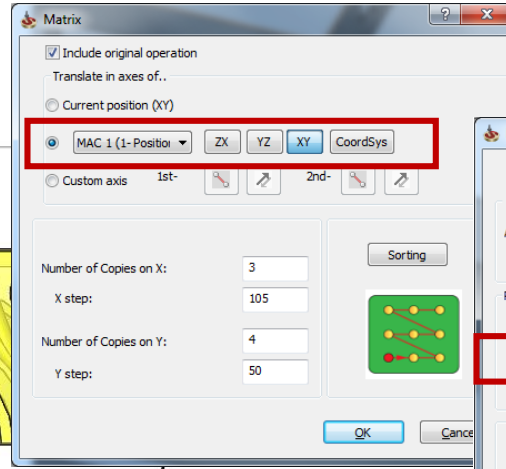 Matrix
Include original operation
Translate in axes of..
Current position (XY)
MAC 1 (1- Position ZX YZ XY CoordSys
Custom axis 1st- 2nd-
Number of Copies on X: 3
Sorting
X step: 105
Number of Copies on Y: 4
Y step: 50
OK Cance